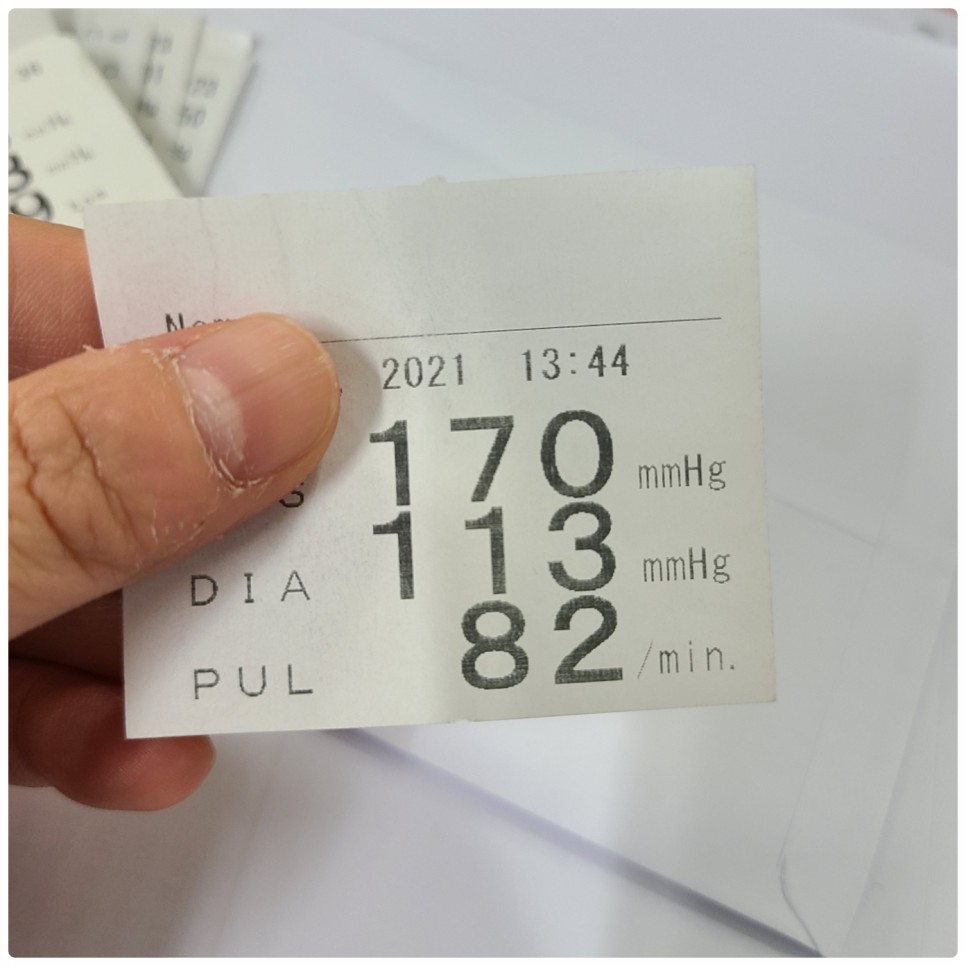 2021 13:44
170 mmHg
DIA 113 mmHg
PUL 82 /min.